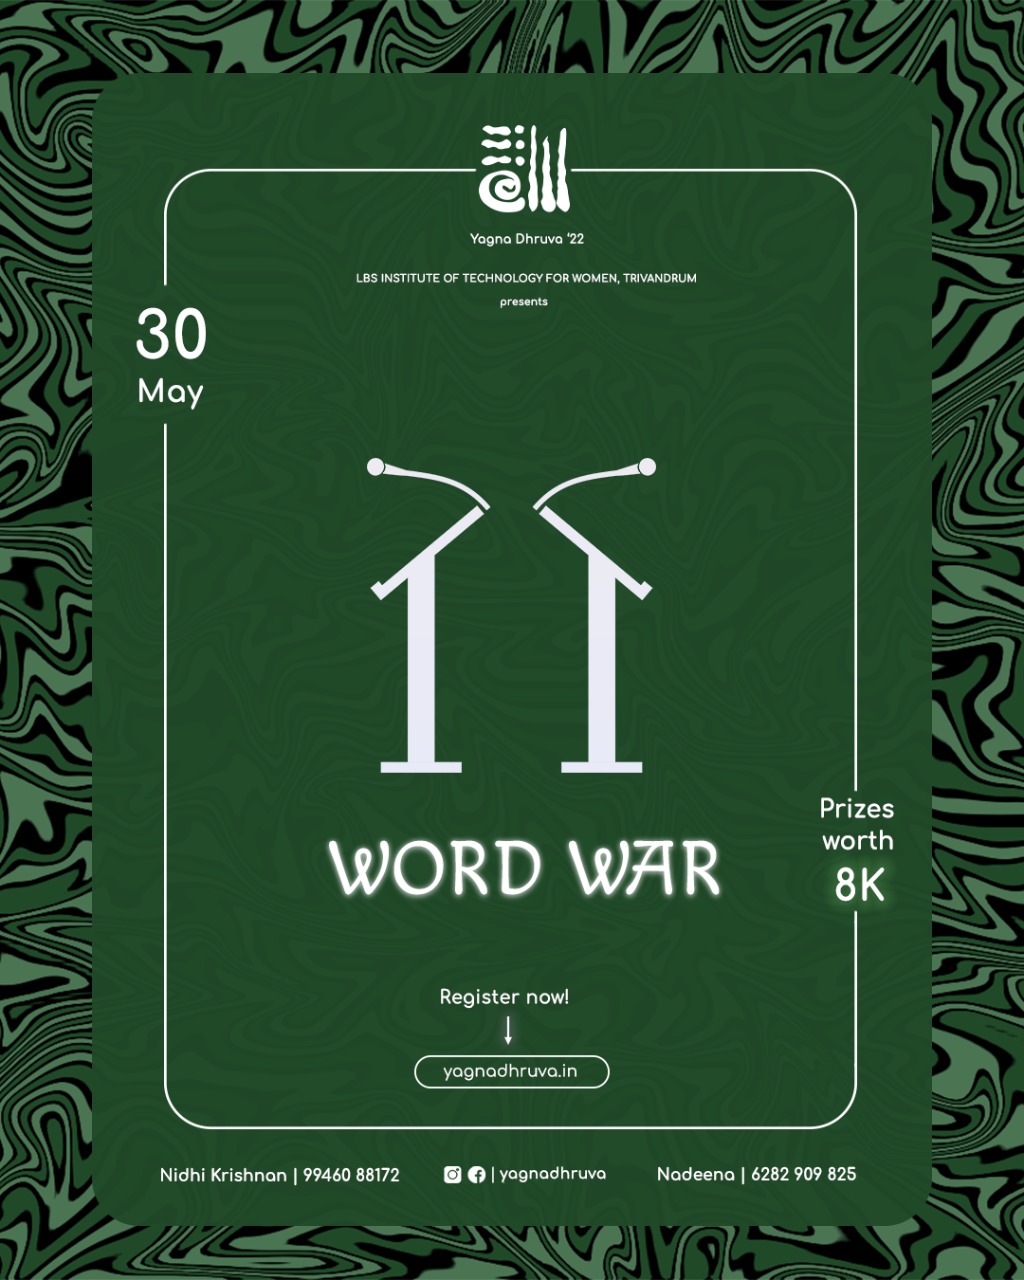 Yagna Dhruva ‘22
LBS INSTITUTE OF TECHNOLOGY FOR WOMEN, TRIVANDRUM
presents
30
May
WORD WAR
Prizes
worth
8K
Register now!
yagnadhruva.in
Nidhi Krishnan | 99460 88172
| yagnadhruva
Nadeena | 6282 909 825